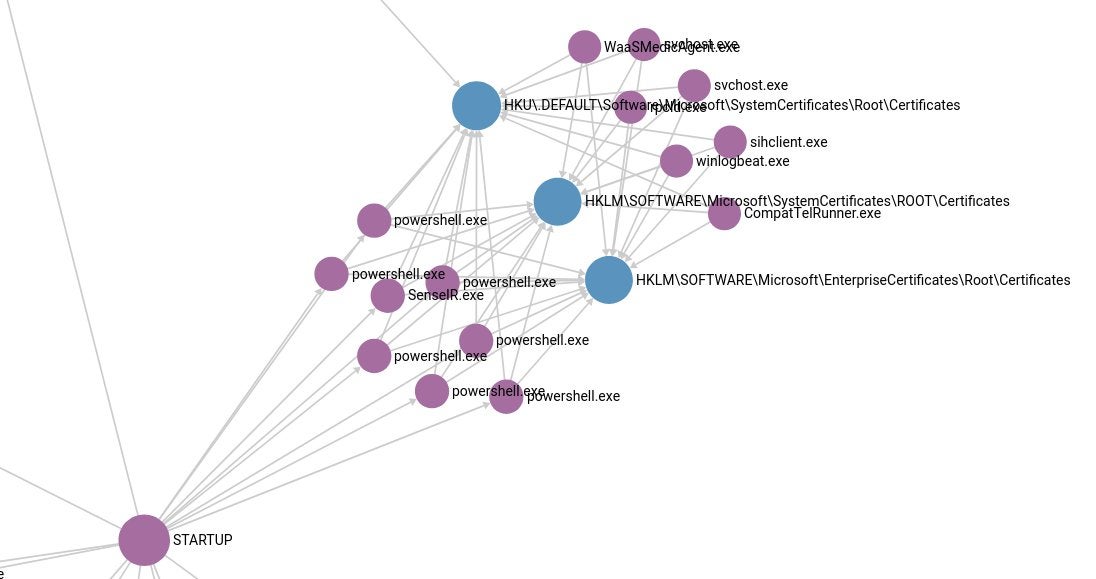 WaaSMedicAgent.exe
svchost.exe
svchost.exe
HKU\.DEFAULT\Software\Microsoft\SystemCertificates\Root\Certificates
sihclient.exe
winlogbeat.exe
HKLM\SOFTWARE\Microsoft\SystemCertificates\ROOT\Certificates
CompatTelRunner.exe
powershell.exe
powershell.exe
powershell.exe
HKLM\SOFTWARE\Microsoft\EnterpriseCertificates\Root\Certificates
SenseIR.exe
powershell.exe
powershell.exe
powershell.exe
powershell.exe
STARTUP
e